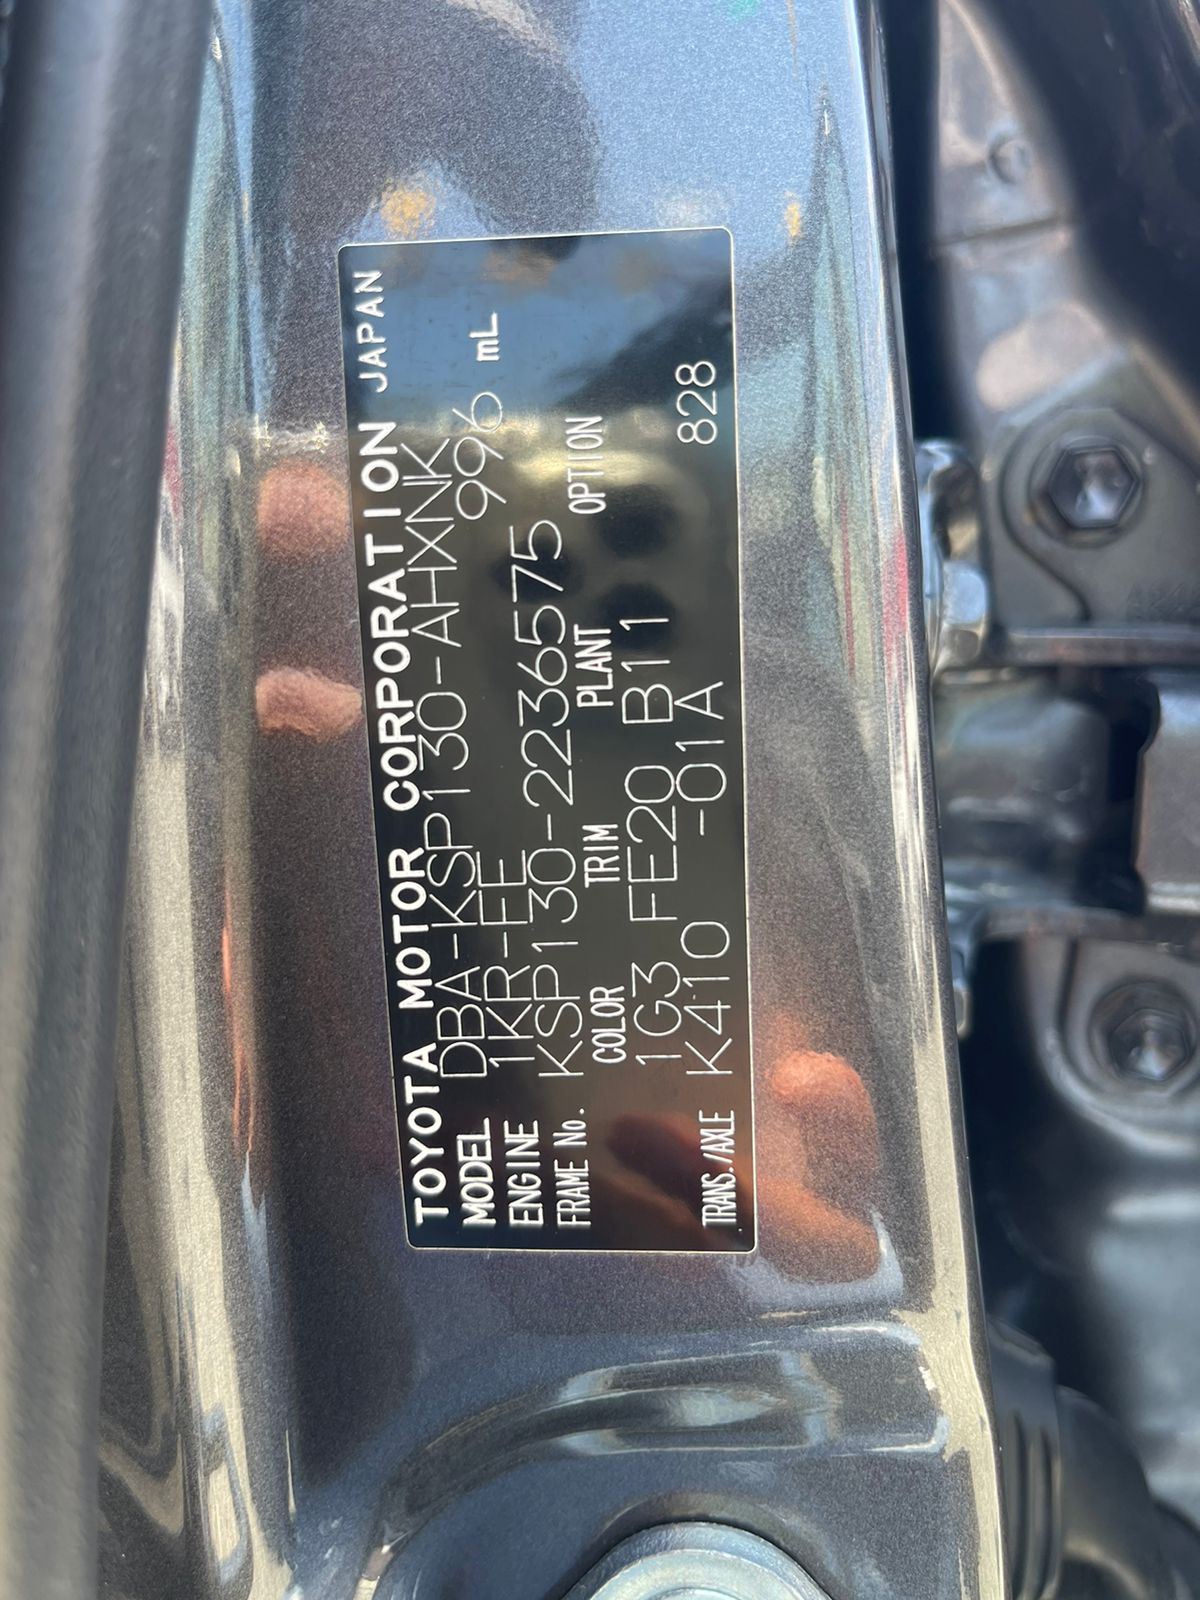 TOYOTA MOTOR CORPORATION JAPAN
MODEL DBA-KSP130-AHXNK
ENGINE 1KR-FE 996 mL
FRAME No. KSP130-2236575
COLOR TRIM PLANT OPTION
1G3 FE20 B11 828
TRANS./AXLE K410 -01A